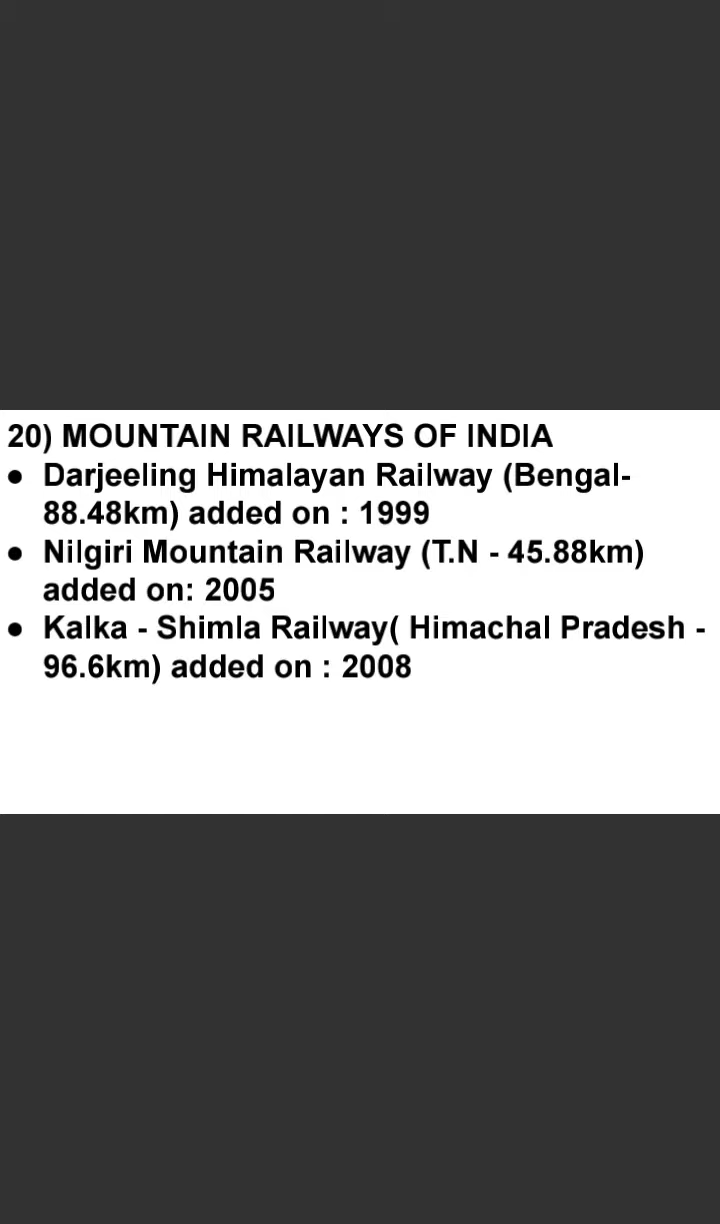 20) MOUNTAIN RAILWAYS OF INDIA
● Darjeeling Himalayan Railway (Bengal-
88.48km) added on : 1999
● Nilgiri Mountain Railway (T.N - 45.88km)
added on: 2005
● Kalka - Shimla Railway( Himachal Pradesh -
96.6km) added on : 2008